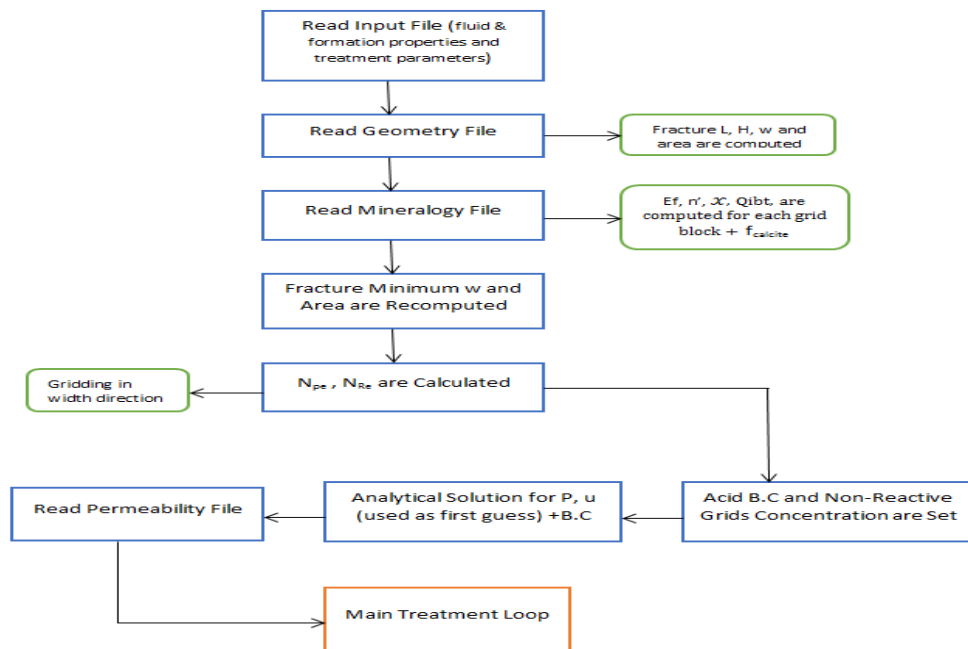 Read Input File (fluid &
formation properties and
treatment parameters)
Read Geometry File
Fracture L, H, w and
area are computed
Read Mineralogy File
Ef, n', 𝒳, Qibt, are
computed for each grid
block + f_calcite
Fracture Minimum w and
Area are Recomputed
N_pe , N_Re are Calculated
Gridding in
width direction
Read Permeability File
Analytical Solution for P, u
(used as first guess) +B.C
Acid B.C and Non-Reactive
Grids Concentration are Set
Main Treatment Loop